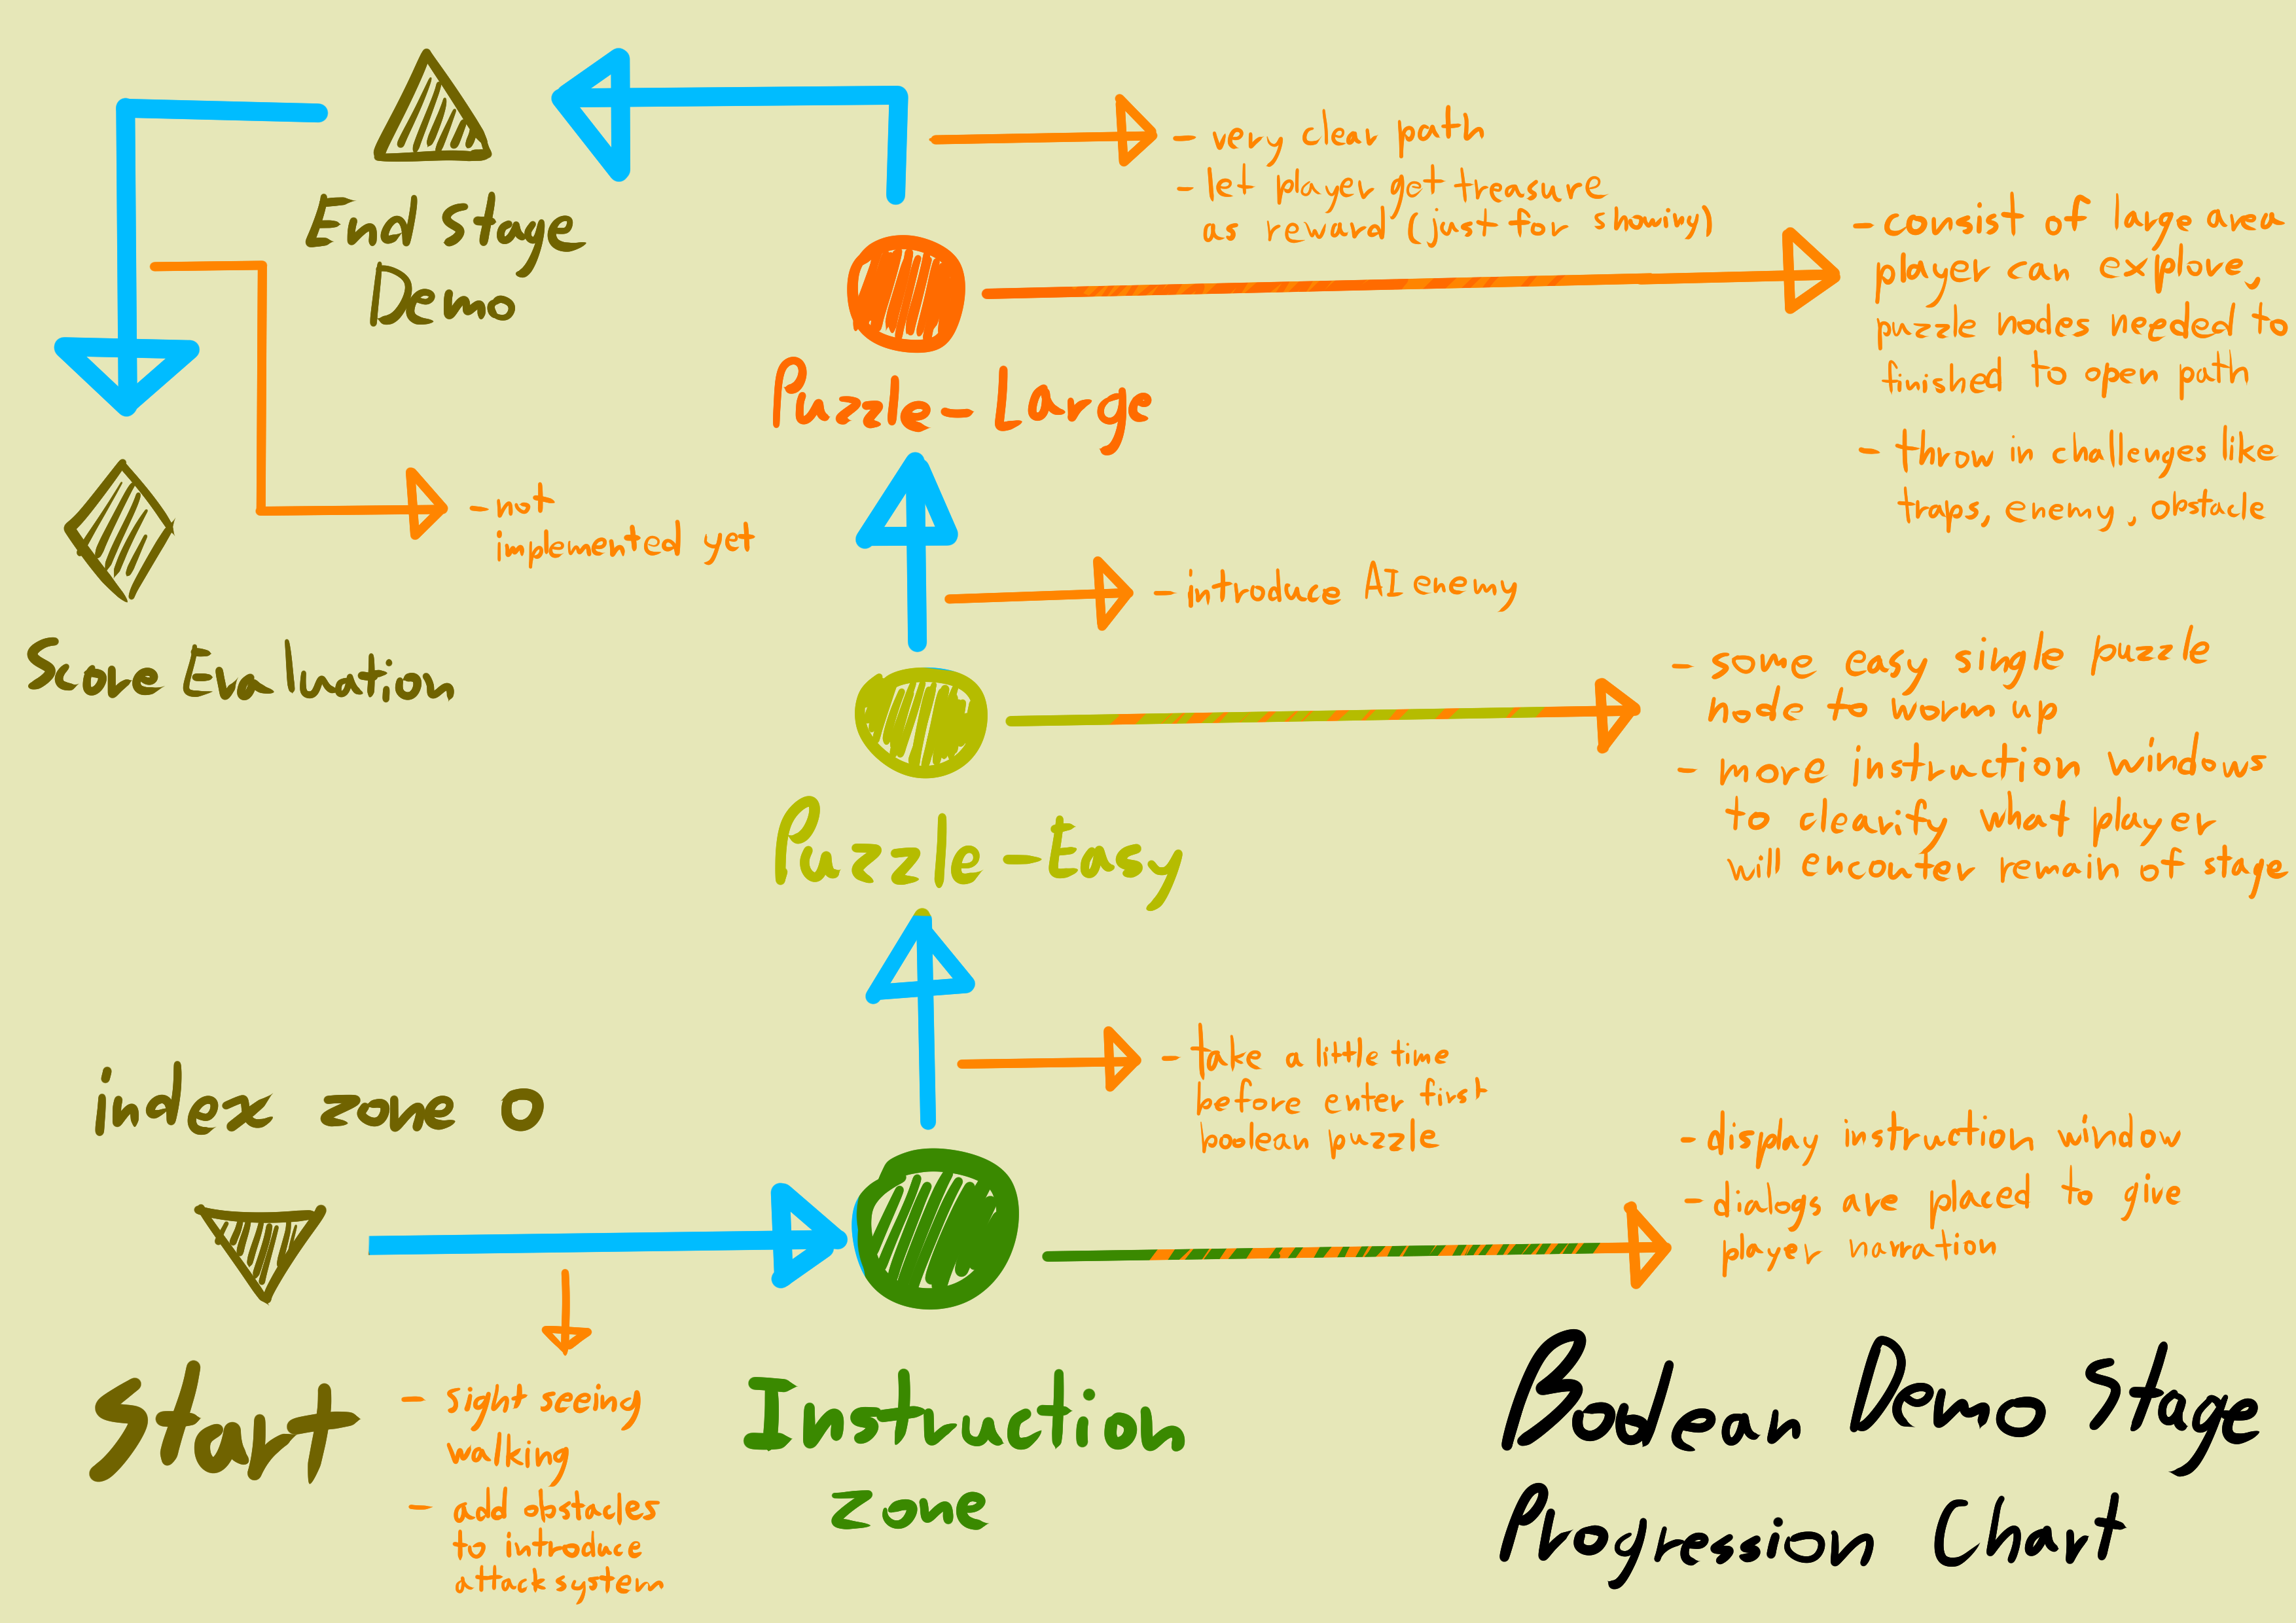 End Stage
Demo
- very clear path
- let player get treasure
as reward (just for showing)
- consist of large area
player can explore,
puzzle nodes needed to
finished to open path
- throw in challenges like
traps, enemy, obstacle
Puzzle-Large
- not
implemented yet
- introduce AI enemy
Score Evaluation
- some easy single puzzle
node to worm up
- more instruction windows
to clearify what player
will encouter remain of stage
Puzzle-Easy
- take a little time
before enter first
boolean puzzle
index zone 0
- display instruction window
- dialogs are placed to give
player narration
Start
- sight seeing
walking
- add obstacles
to introduce
attack system
Instruction
zone
Boolean Demo Stage
Progression Chart